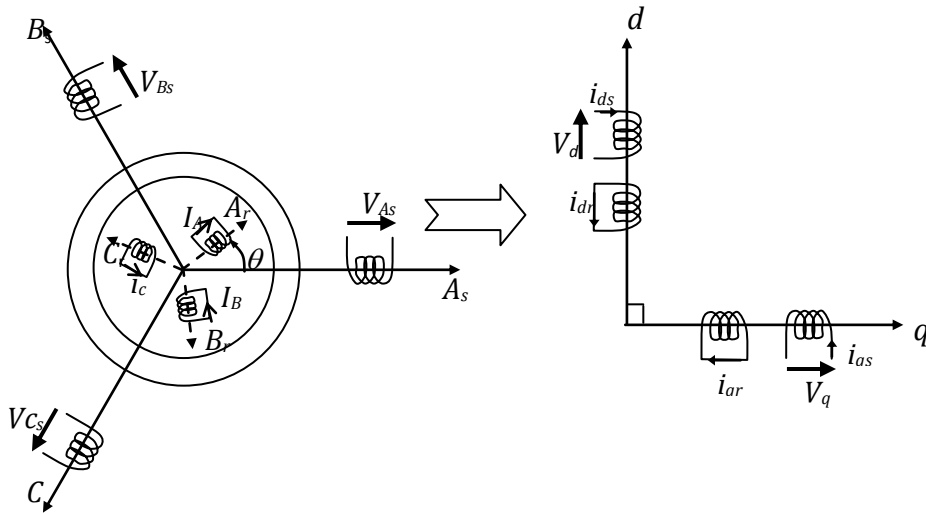 d
B_s
V_Bs
i_ds
V_d
i_dr
V_As
I_A
A_r
θ
C
i_c
I_B
B_r
A_s
q
i_ar
V_q
i_as
Vc_s
C